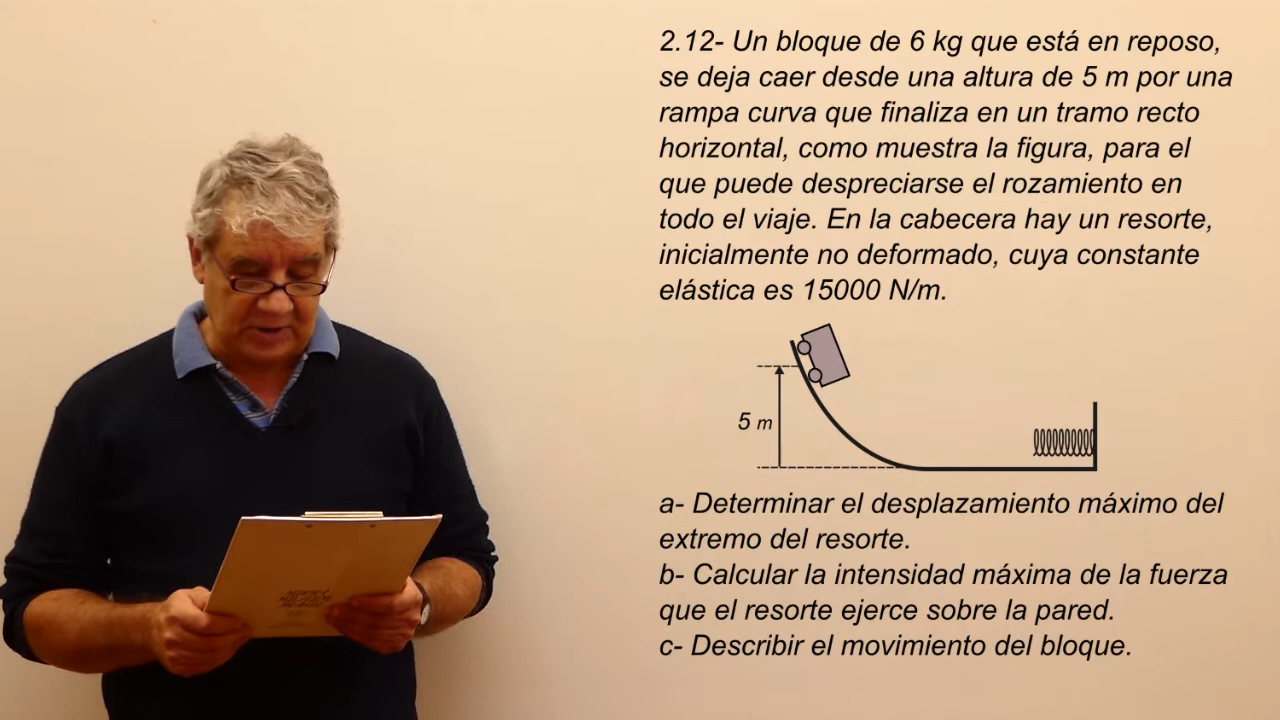 2.12- Un bloque de 6 kg que está en reposo,
se deja caer desde una altura de 5 m por una
rampa curva que finaliza en un tramo recto
horizontal, como muestra la figura, para el
que puede despreciarse el rozamiento en
todo el viaje. En la cabecera hay un resorte,
inicialmente no deformado, cuya constante
elástica es 15000 N/m.
5 m
a- Determinar el desplazamiento máximo del
extremo del resorte.
b- Calcular la intensidad máxima de la fuerza
que el resorte ejerce sobre la pared.
c- Describir el movimiento del bloque.